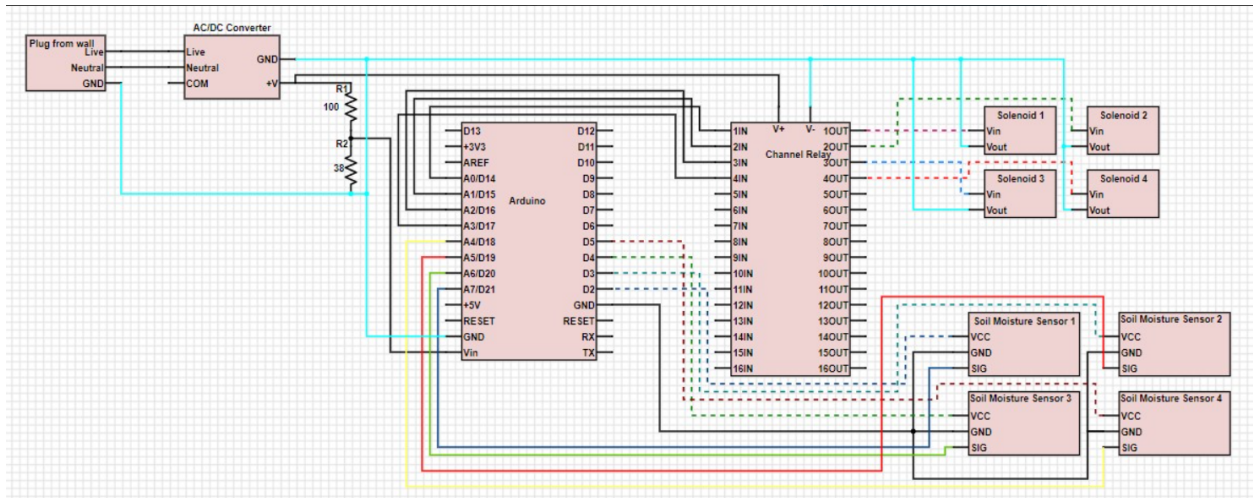 AC/DC Converter
Plug from wall
Live
Neutral
GND
Live
Neutral
COM
GND
+V
R1
100
R2
38
D13
+3V3
AREF
A0/D14
A1/D15
A2/D16
A3/D17
A4/D18
A5/D19
A6/D20
A7/D21
+5V
RESET
GND
Vin
Arduino
D12
D11
D10
D9
D8
D7
D6
D5
D4
D3
D2
GND
RESET
RX
TX
V+
V-
Channel Relay
1IN
2IN
3IN
4IN
5IN
6IN
7IN
8IN
9IN
10IN
11IN
12IN
13IN
14IN
15IN
16IN
1OUT
2OUT
3OUT
4OUT
5OUT
6OUT
7OUT
8OUT
9OUT
10OUT
11OUT
12OUT
13OUT
14OUT
15OUT
16OUT
Solenoid 1
Vin
Vout
Solenoid 2
Vin
Vout
Solenoid 3
Vin
Vout
Solenoid 4
Vin
Vout
Soil Moisture Sensor 1
VCC
GND
SIG
Soil Moisture Sensor 2
VCC
GND
SIG
Soil Moisture Sensor 3
VCC
GND
SIG
Soil Moisture Sensor 4
VCC
GND
SIG